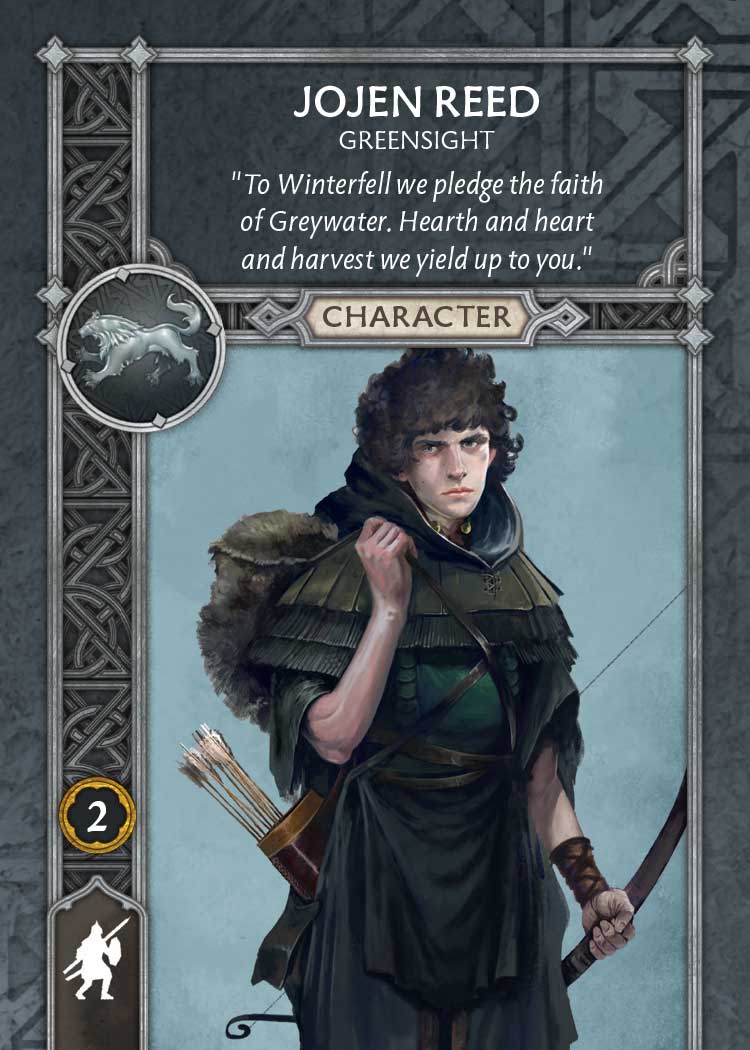 JOJEN REED
GREENSIGHT
"To Winterfell we pledge the faith
of Greywater. Hearth and heart
and harvest we yield up to you."
CHARACTER
2